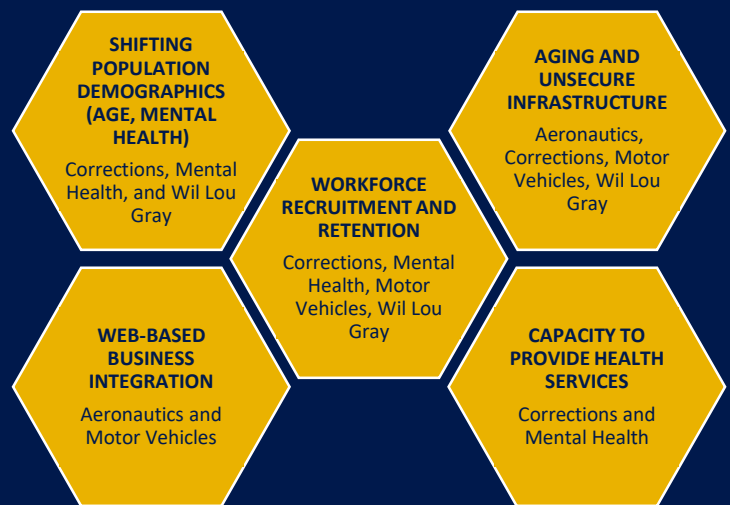 SHIFTING
POPULATION
DEMOGRAPHICS
(AGE, MENTAL
HEALTH)
Corrections, Mental
Health, and Wil Lou
Gray
AGING AND
UNSECURE
INFRASTRUCTURE
Aeronautics,
Corrections, Motor
Vehicles, Wil Lou
Gray
WORKFORCE
RECRUITMENT AND
RETENTION
Corrections, Mental
Health, Motor
Vehicles, Wil Lou
Gray
WEB-BASED
BUSINESS
INTEGRATION
Aeronautics and
Motor Vehicles
CAPACITY TO
PROVIDE HEALTH
SERVICES
Corrections and
Mental Health